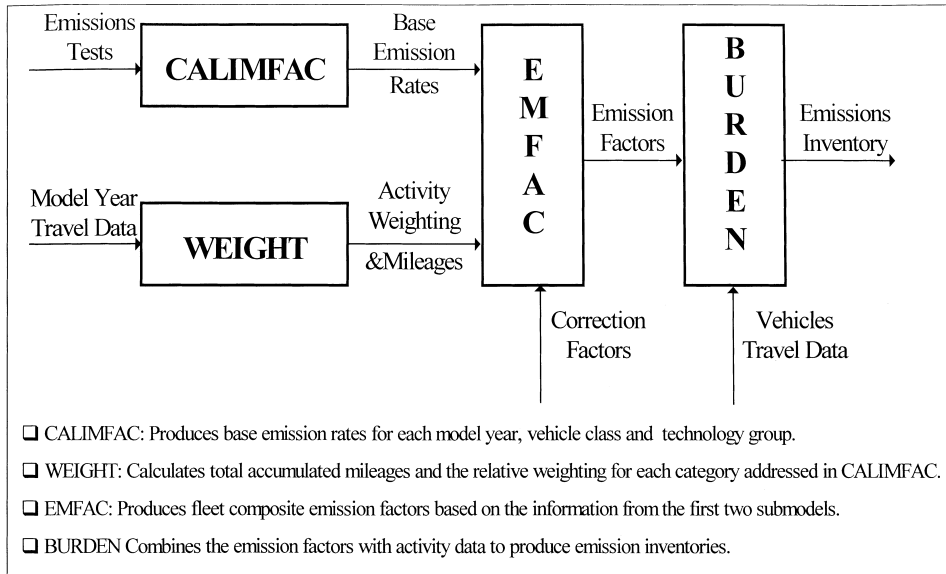 Emissions
Tests
CALIMFAC
Base
Emission
Rates
Model Year
Travel Data
WEIGHT
Activity
Weighting
&Mileages
E
M
F
A
C
Correction
Factors
Emission
Factors
B
U
R
D
E
N
Vehicles
Travel Data
Emissions
Inventory
❑ CALIMFAC: Produces base emission rates for each model year, vehicle class and technology group.
❑ WEIGHT: Calculates total accumulated mileages and the relative weighting for each category addressed in CALIMFAC.
❑ EMFAC: Produces fleet composite emission factors based on the information from the first two submodels.
❑ BURDEN Combines the emission factors with activity data to produce emission inventories.